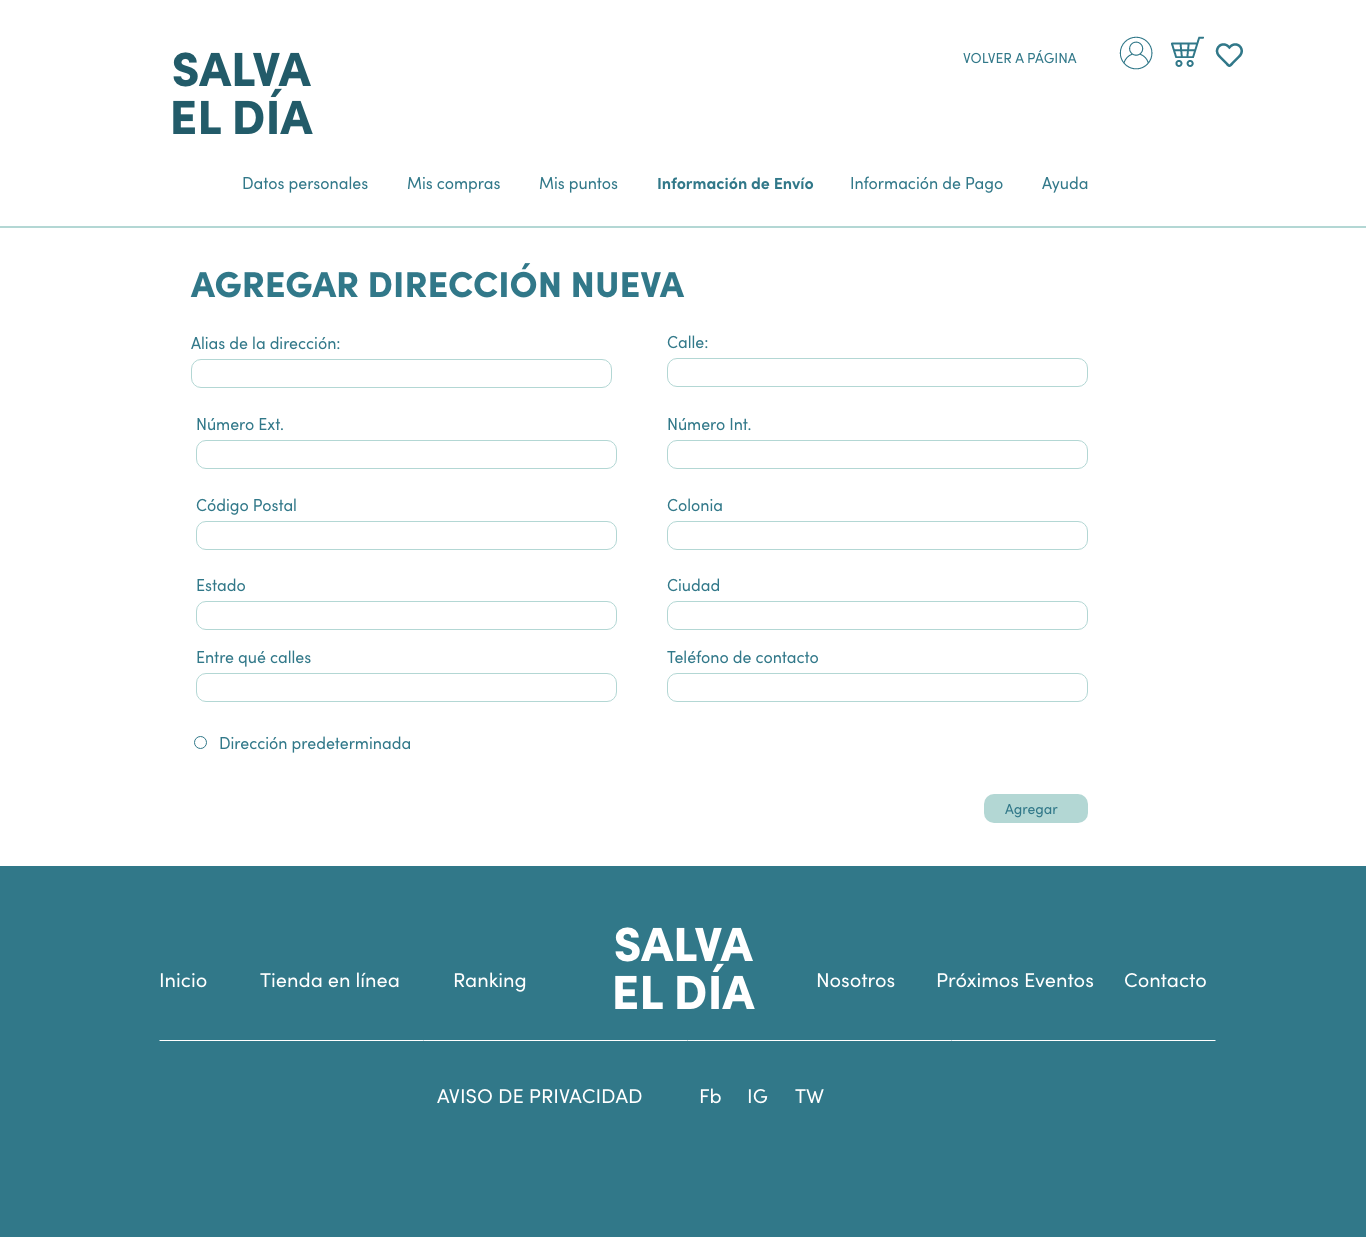 SALVA
EL DÍA
VOLVER A PÁGINA
Datos personales Mis compras Mis puntos Información de Envío Información de Pago Ayuda
AGREGAR DIRECCIÓN NUEVA
Alias de la dirección: Calle:
Número Ext. Número Int.
Código Postal Colonia
Estado Ciudad
Entre qué calles Teléfono de contacto
Dirección predeterminada
Agregar
SALVA
EL DÍA
Inicio Tienda en línea Ranking Nosotros Próximos Eventos Contacto
AVISO DE PRIVACIDAD Fb IG TW